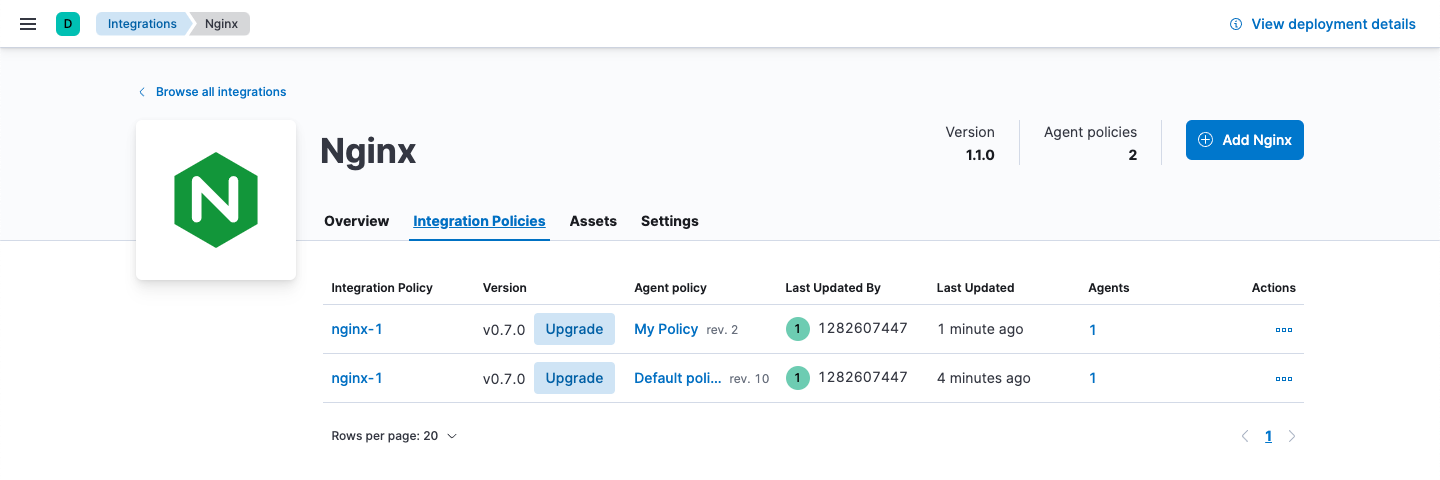 D Integrations Nginx View deployment details
Browse all integrations
Nginx
Version Agent policies
1.1.0 2
Add Nginx
Overview Integration Policies Assets Settings
Integration Policy Version Agent policy Last Updated By Last Updated Agents Actions
nginx-1 v0.7.0 Upgrade My Policy rev. 2 1 1282607447 1 minute ago 1
nginx-1 v0.7.0 Upgrade Default poli... rev. 10 1 1282607447 4 minutes ago 1
Rows per page: 20 1